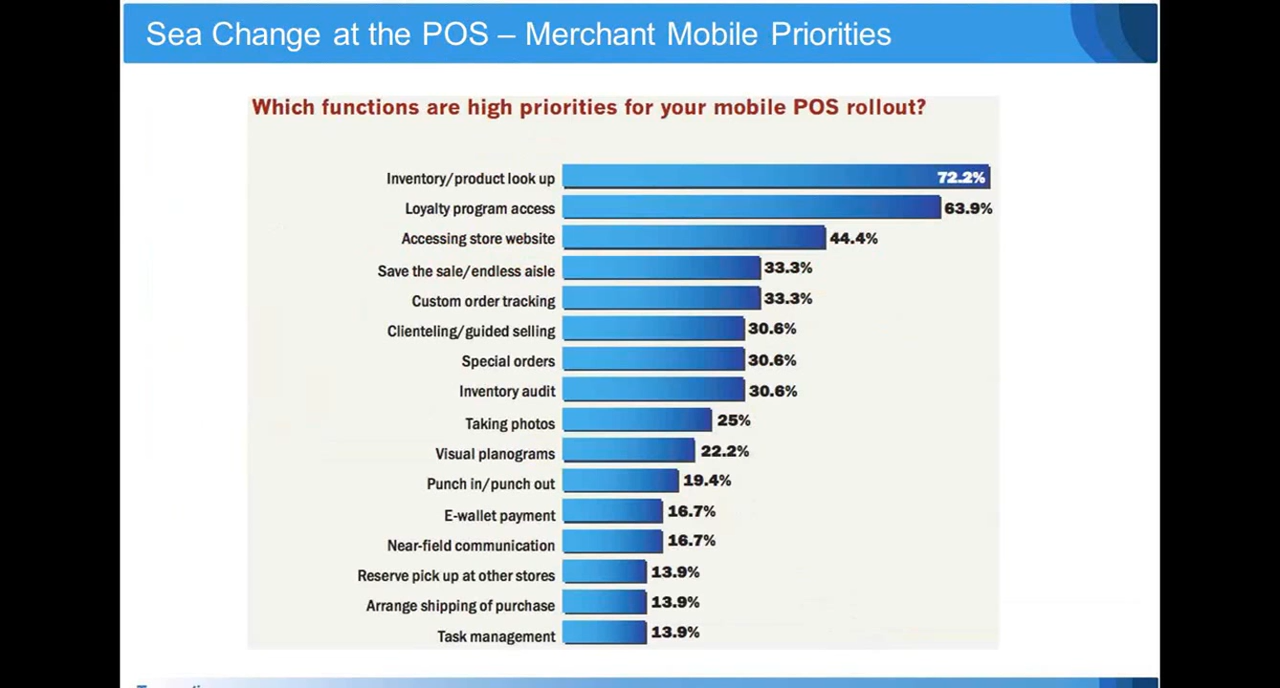 Sea Change at the POS – Merchant Mobile Priorities
Which functions are high priorities for your mobile POS rollout?
Inventory/product look up 72.2%
Loyalty program access 63.9%
Accessing store website 44.4%
Save the sale/endless aisle 33.3%
Custom order tracking 33.3%
Clienteling/guided selling 30.6%
Special orders 30.6%
Inventory audit 30.6%
Taking photos 25%
Visual planograms 22.2%
Punch in/punch out 19.4%
E-wallet payment 16.7%
Near-field communication 16.7%
Reserve pick up at other stores 13.9%
Arrange shipping of purchase 13.9%
Task management 13.9%